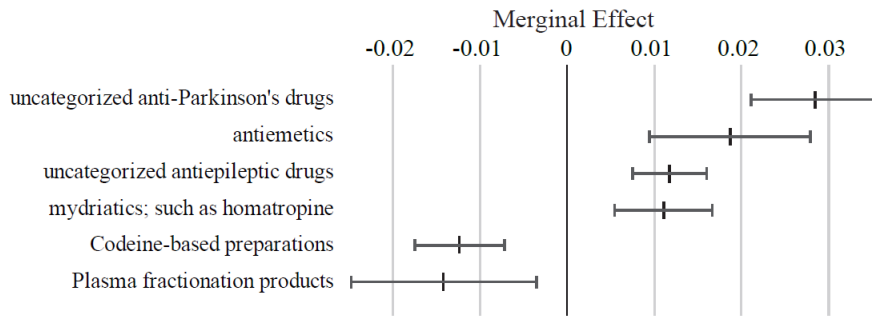 Merginal Effect
-0.02 -0.01 0 0.01 0.02 0.03
uncategorized anti-Parkinson's drugs
antiemetics
uncategorized antiepileptic drugs
mydriatics; such as homatropine
Codeine-based preparations
Plasma fractionation products